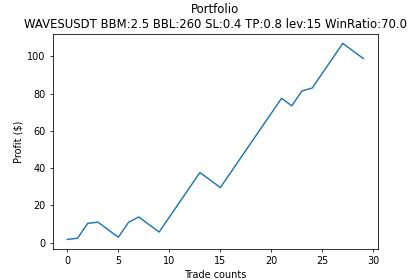 Portfolio
WAVESUSDT BBM:2.5 BBL:260 SL:0.4 TP:0.8 lev:15 WinRatio:70.0
100
80
60
40
20
0
Profit ($)
0 5 10 15 20 25 30
Trade counts